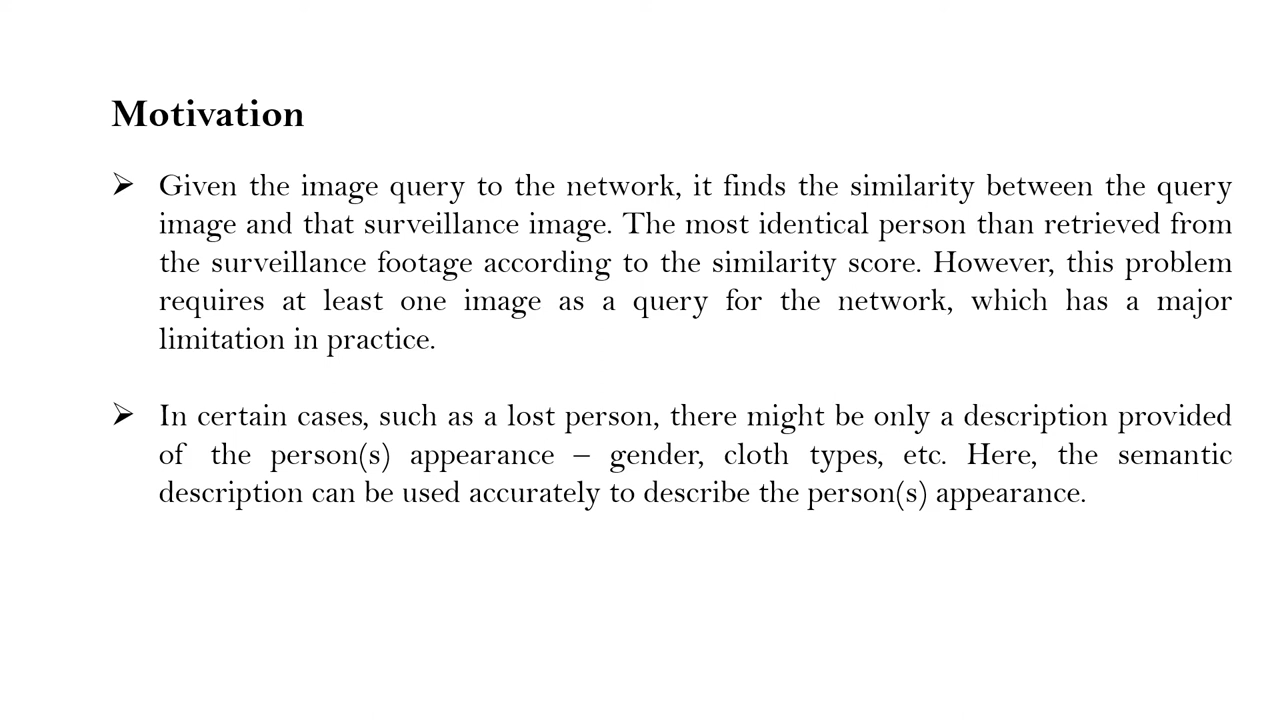 Motivation
➢ Given the image query to the network, it finds the similarity between the query
image and that surveillance image. The most identical person than retrieved from
the surveillance footage according to the similarity score. However, this problem
requires at least one image as a query for the network, which has a major
limitation in practice.
➢ In certain cases, such as a lost person, there might be only a description provided
of the person(s) appearance – gender, cloth types, etc. Here, the semantic
description can be used accurately to describe the person(s) appearance.